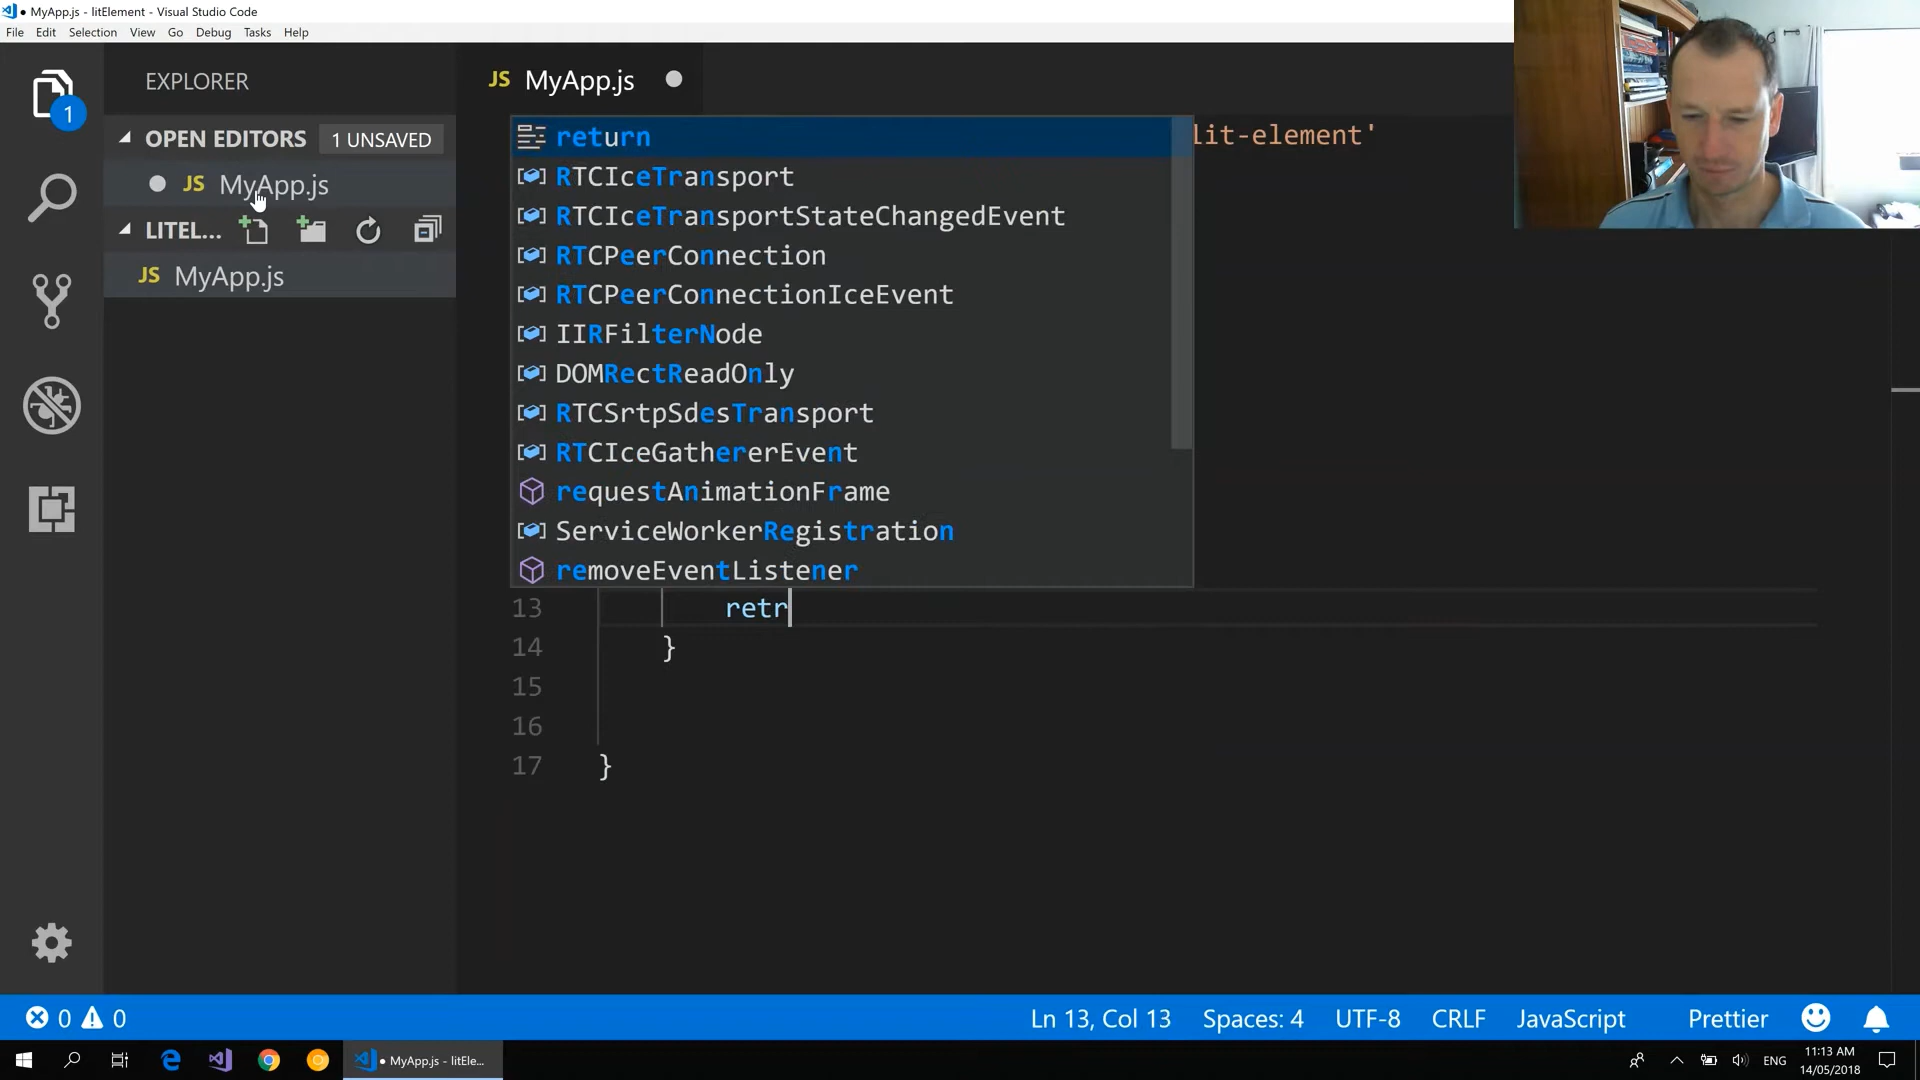 MyApp.js - litElement - Visual Studio Code
File Edit Selection View Go Debug Tasks Help
EXPLORER
JS MyApp.js
OPEN EDITORS 1 UNSAVED
JS MyApp.js
LITEL...
JS MyApp.js
1
lit-element'
return
RTCIceTransport
RTCIceTransportStateChangedEvent
RTCPeerConnection
RTCPeerConnectionIceEvent
IIRFilterNode
DOMRectReadOnly
RTCSrtpSdesTransport
RTCIceGathererEvent
requestAnimationFrame
ServiceWorkerRegistration
removeEventListener
13 retr
14 }
15
16
17 }
0 0 Ln 13, Col 13 Spaces: 4 UTF-8 CRLF JavaScript Prettier
MyApp.js - litEle... ENG 11:13 AM
14/05/2018